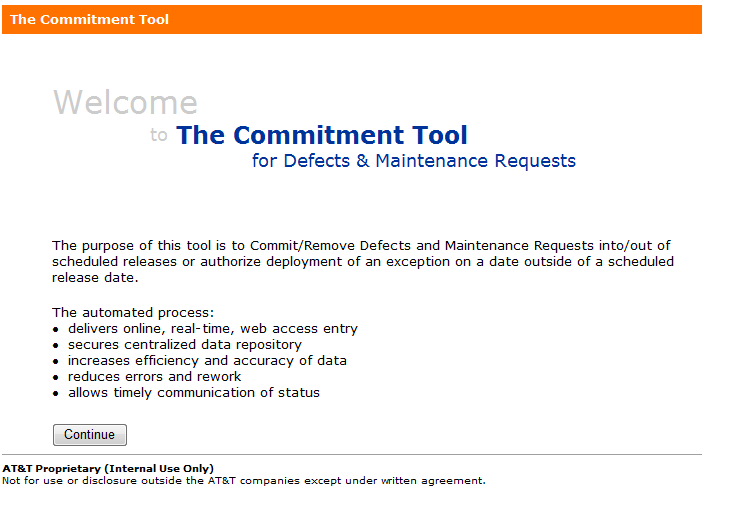 The Commitment Tool
Welcome
to The Commitment Tool
for Defects & Maintenance Requests
The purpose of this tool is to Commit/Remove Defects and Maintenance Requests into/out of
scheduled releases or authorize deployment of an exception on a date outside of a scheduled
release date.
The automated process:
• delivers online, real-time, web access entry
• secures centralized data repository
• increases efficiency and accuracy of data
• reduces errors and rework
• allows timely communication of status
Continue
AT&T Proprietary (Internal Use Only)
Not for use or disclosure outside the AT&T companies except under written agreement.